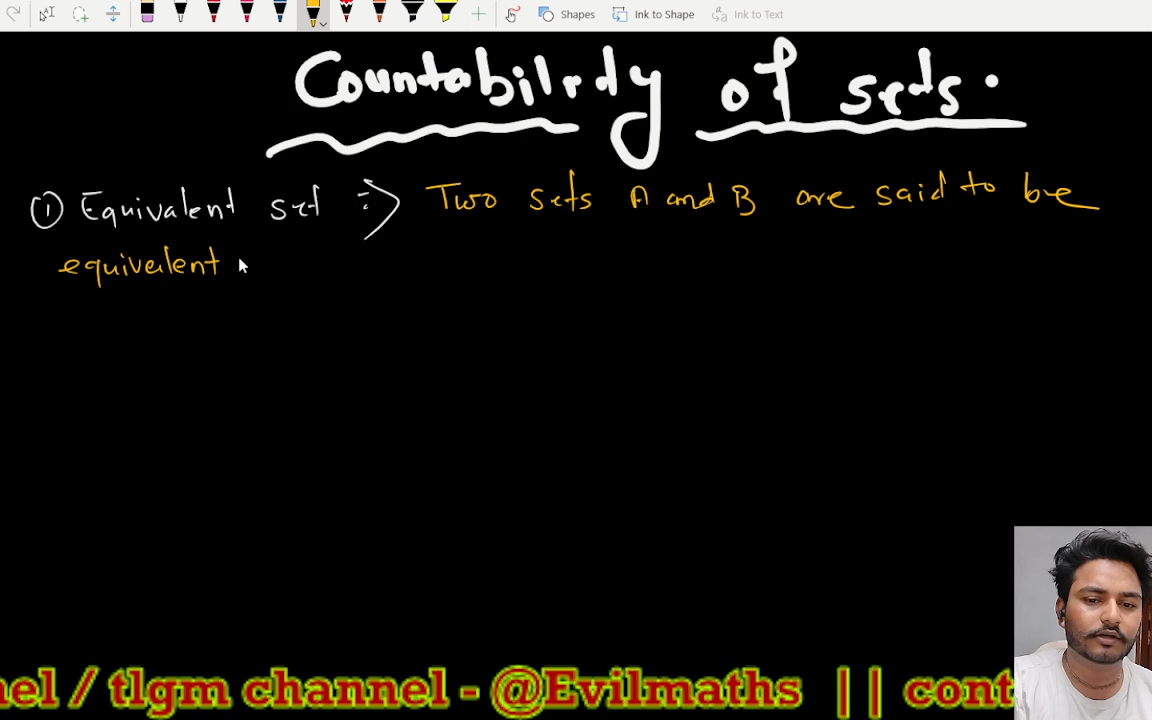 Shapes Ink to Shape Ink to Text
Countability of sets.
① Equivalent set :⇒ Two sets A and B are said to be
equivalent
nel / tlgm channel - @Evilmaths || cont